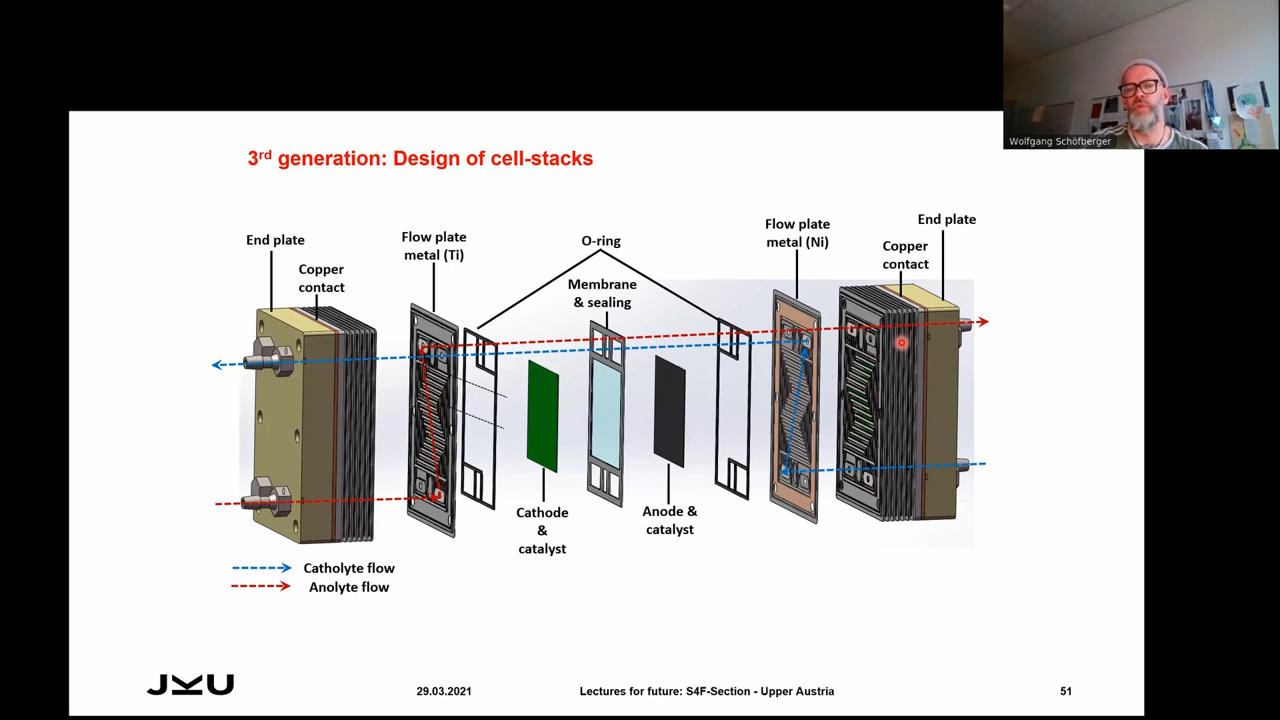 Wolfgang Schöfberger
3rd generation: Design of cell-stacks
End plate
Copper
contact
Flow plate
metal (Ti)
O-ring
Membrane
& sealing
Flow plate
metal (Ni)
Copper
contact
End plate
Cathode
&
catalyst
Anode &
catalyst
Catholyte flow
Anolyte flow
JKU
29.03.2021
Lectures for future: S4F-Section - Upper Austria
51